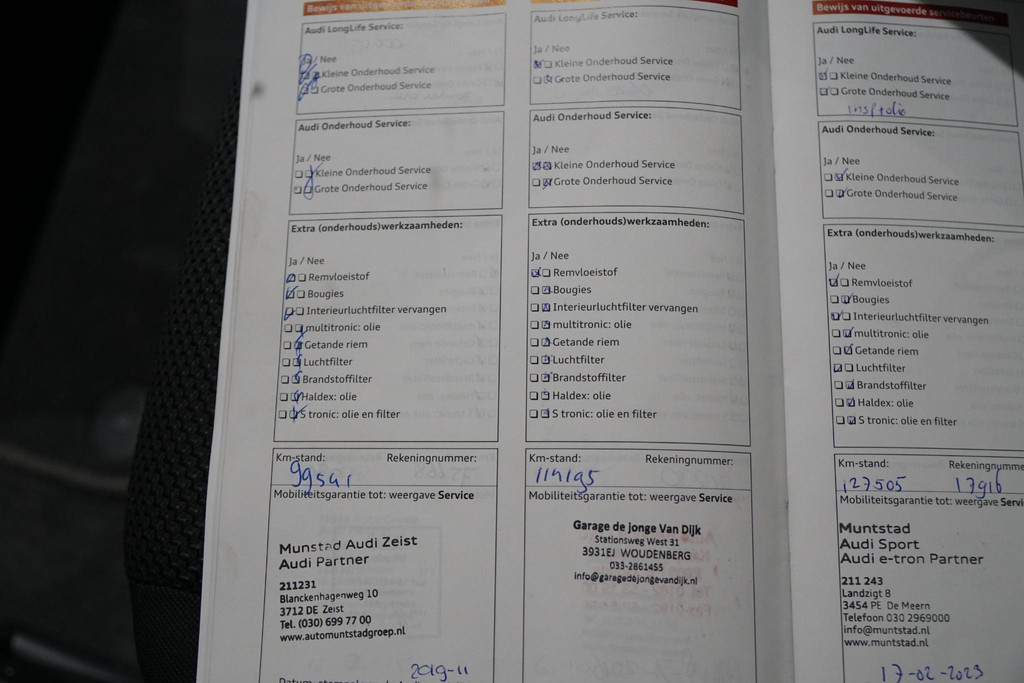 Bewijs van uitgevoerde
Audi LongLife Service:
/ Nee
Kleine Onderhoud Service
Grote Onderhoud Service
Audi Onderhoud Service:
Ja / Nee
Kleine Onderhoud Service
Grote Onderhoud Service
Extra (onderhouds)werkzaamheden:
Ja / Nee
Remvloeistof
Bougies
Interieurluchtfilter vervangen
multitronic: olie
Getande riem
Luchtfilter
Brandstoffilter
Haldex: olie
S tronic: olie en filter
Km-stand: Rekeningnummer:
Mobiliteitsgarantie tot: weergave Service
Munstad Audi Zeist
Audi Partner
211231
Blanckenhagenweg 10
3712 DE Zeist
Tel. (030) 699 77 00
www.automuntstadgroep.nl
2019-11
Audi LongLife Service:
Ja / Nee
Kleine Onderhoud Service
Grote Onderhoud Service
Audi Onderhoud Service:
Ja / Nee
Kleine Onderhoud Service
Grote Onderhoud Service
Extra (onderhouds)werkzaamheden:
Ja / Nee
Remvloeistof
Bougies
Interieurluchtfilter vervangen
multitronic: olie
Getande riem
Luchtfilter
Brandstoffilter
Haldex: olie
S tronic: olie en filter
Km-stand: Rekeningnummer:
Mobiliteitsgarantie tot: weergave Service
Garage de Jonge Van Dijk
Stationsweg West 31
3931EJ WOUDENBERG
033-2861455
info@garagedejongevandijk.nl
Bewijs van uitgevoerde servicebeurten
Audi LongLife Service:
Ja / Nee
Kleine Onderhoud Service
Grote Onderhoud Service
Audi Onderhoud Service:
Ja / Nee
Kleine Onderhoud Service
Grote Onderhoud Service
Extra (onderhouds)werkzaamheden:
Ja / Nee
Remvloeistof
Bougies
Interieurluchtfilter vervangen
multitronic: olie
Getande riem
Luchtfilter
Brandstoffilter
Haldex: olie
S tronic: olie en filter
Km-stand: Rekeningnumme
127505 17916
Mobiliteitsgarantie tot: weergave Servi
Muntstad
Audi Sport
Audi e-tron Partner
211 243
Landzigt 8
3454 PE De Meern
Telefoon 030 2969000
info@muntstad.nl
www.muntstad.nl
17-02-2023